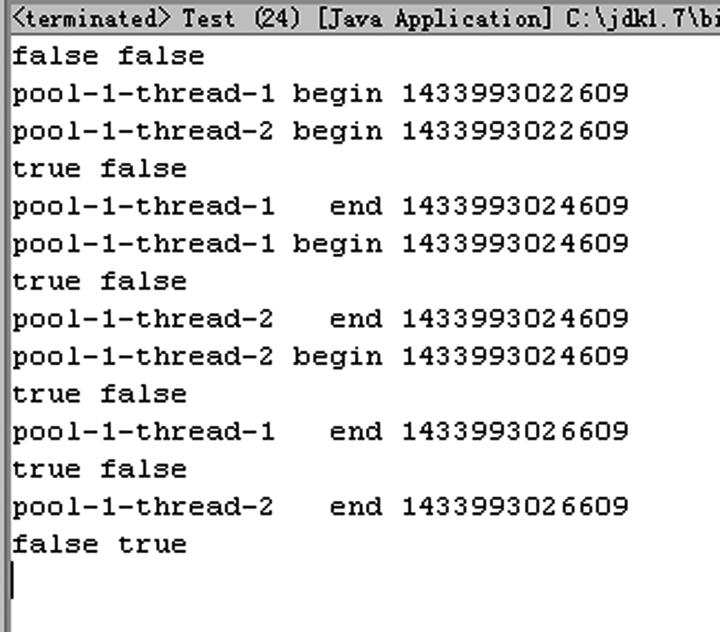 <terminated> Test (24) [Java Application] C:\jdk1.7\bi
false false
pool-1-thread-1 begin 1433993022609
pool-1-thread-2 begin 1433993022609
true false
pool-1-thread-1   end 1433993024609
pool-1-thread-1 begin 1433993024609
true false
pool-1-thread-2   end 1433993024609
pool-1-thread-2 begin 1433993024609
true false
pool-1-thread-1   end 1433993026609
true false
pool-1-thread-2   end 1433993026609
false true